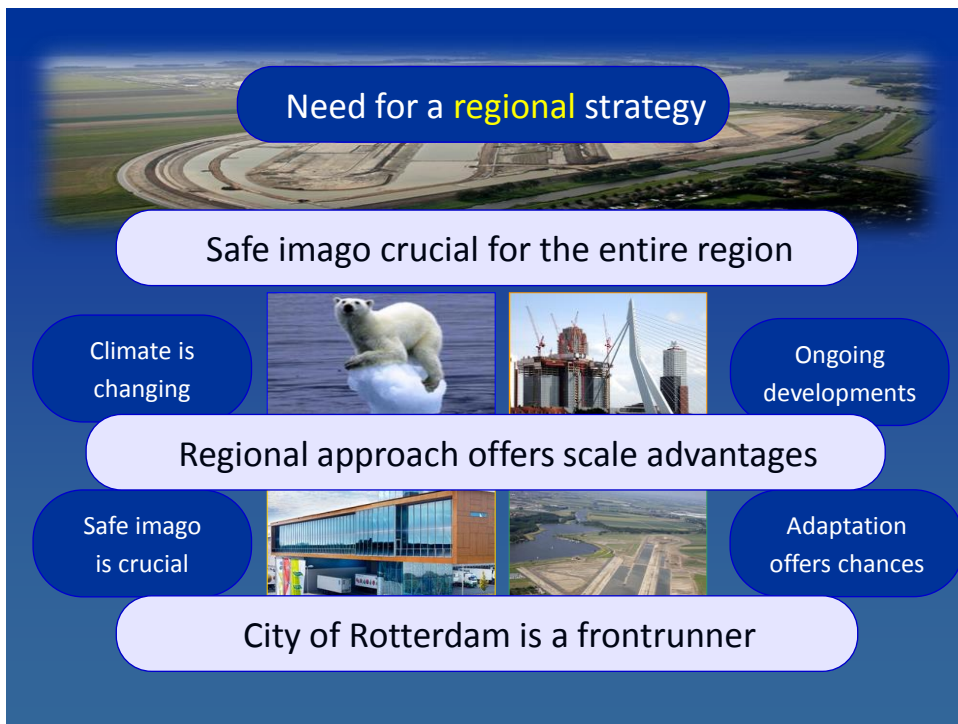 Need for a regional strategy
Safe imago crucial for the entire region
Climate is
changing
Ongoing
developments
Regional approach offers scale advantages
Safe imago
is crucial
Adaptation
offers chances
City of Rotterdam is a frontrunner